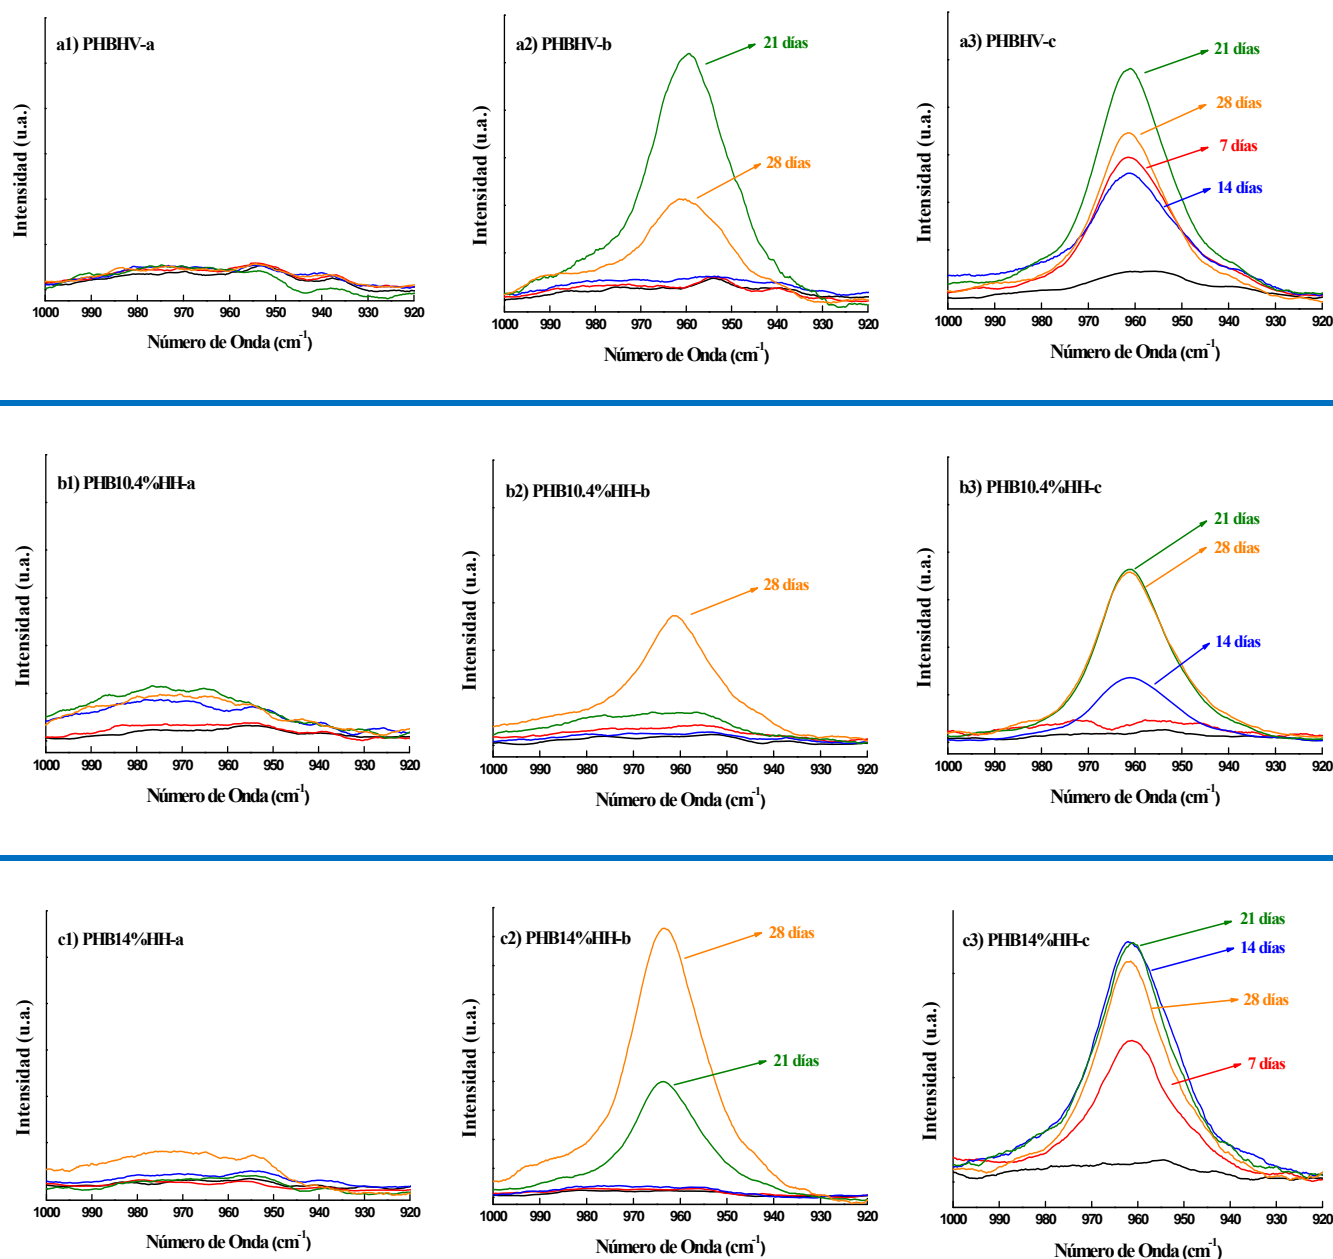 a1) PHBHV-a
Intensidad (u.a.)
1000 990 980 970 960 950 940 930 920
Número de Onda (cm-1)
a2) PHBHV-b
21 días
28 días
Intensidad (u.a.)
1000 990 980 970 960 950 940 930 920
Número de Onda (cm-1)
a3) PHBHV-c
21 días
28 días
7 días
14 días
Intensidad (u.a.)
1000 990 980 970 960 950 940 930 920
Número de Onda (cm-1)
b1) PHB10.4%HH-a
Intensidad (u.a.)
1000 990 980 970 960 950 940 930 920
Número de Onda (cm-1)
b2) PHB10.4%HH-b
28 días
Intensidad (u.a.)
1000 990 980 970 960 950 940 930 920
Número de Onda (cm-1)
b3) PHB10.4%HH-c
21 días
28 días
14 días
Intensidad (u.a.)
1000 990 980 970 960 950 940 930 920
Número de Onda (cm-1)
c1) PHB14%HH-a
Intensidad (u.a.)
1000 990 980 970 960 950 940 930 920
Número de Onda (cm-1)
c2) PHB14%HH-b
28 días
21 días
Intensidad (u.a.)
1000 990 980 970 960 950 940 930 920
Número de Onda (cm-1)
c3) PHB14%HH-c
21 días
14 días
28 días
7 días
Intensidad (u.a.)
1000 990 980 970 960 950 940 930 920
Número de Onda (cm-1)